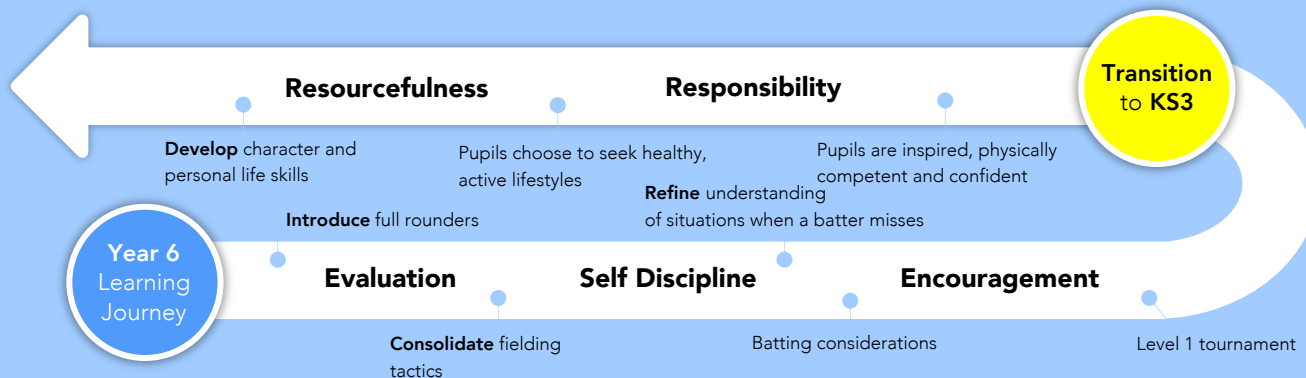 Resourcefulness
Responsibility
Transition
to KS3
Develop character and
personal life skills
Pupils choose to seek healthy,
active lifestyles
Pupils are inspired, physically
competent and confident
Introduce full rounders
Refine understanding
of situations when a batter misses
Year 6
Learning
Journey
Evaluation
Self Discipline
Encouragement
Consolidate fielding
tactics
Batting considerations
Level 1 tournament